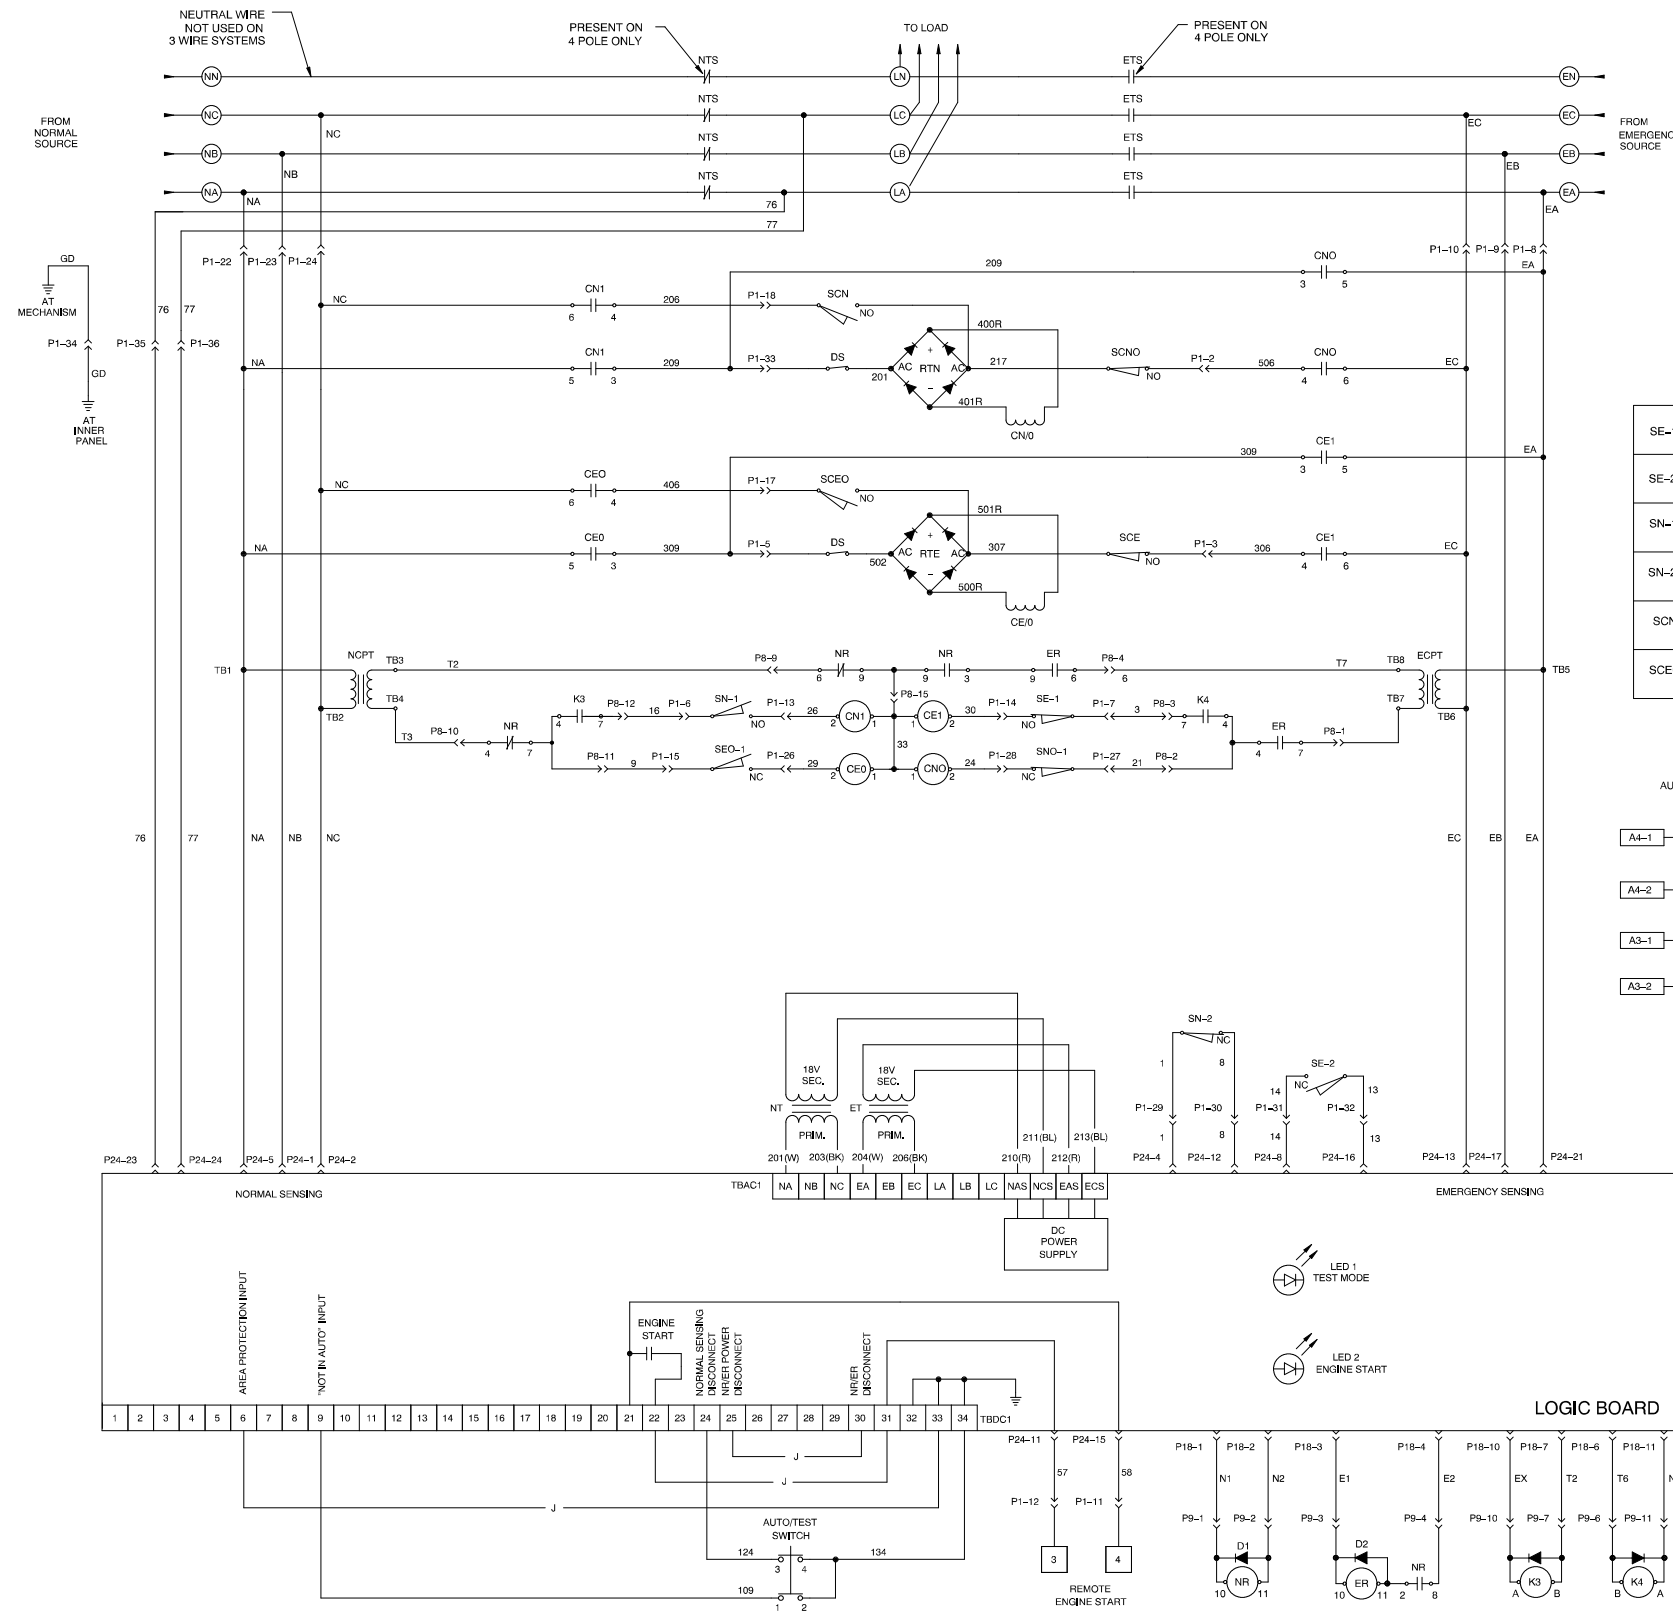 NEUTRAL WIRE
NOT USED ON
3 WIRE SYSTEMS
PRESENT ON
4 POLE ONLY
TO LOAD
PRESENT ON
4 POLE ONLY
NN NTS LN ETS EN
NC NTS LC ETS EC
NB NTS LB ETS EB
NA NTS LA ETS EA
FROM
NORMAL
SOURCE
FROM
EMERGENC
SOURCE
NC EC
NB EB
NA 76 EA
77
P1–22 P1–23 P1–24 P1–10 P1–9 P1–8
GD
AT
MECHANISM
P1–34
GD
AT
INNER
PANEL
76 77
P1–35 P1–36
209 CNO EA
3 5
NC CN1 206 P1–18 SCN
6 4 NO
400R
NA CN1 209 P1–33 DS + AC RTN AC – 217 SCNO P1–2 506 CNO EC
5 3 201 NO 4 6
401R
CN/0
309 CE1 EA
3 5
NC CEO 406 P1–17 SCEO
6 4 NO
501R
NA CE0 309 P1–5 DS + AC RTE AC – 307 SCE P1–3 306 CE1 EC
5 3 502 NO 4 6
500R
CE/0
SE–
SE–2
SN–
SN–2
SCN
SCE
TB1 NCPT TB3 T2 P8–9 NR NR ER P8–4 T7 TB8 ECPT TB5
6 9 9 3 9 6 6
TB2 TB4 TB7 TB6
K3 P8–12 16 P1–6 SN–1 P1–13 26 CN1 P8–15 CE1 30 P1–14 SE–1 P1–7 3 P8–3 K4
4 7 NO 2 1 1 2 NO 7 4
T3 P8–10 NR 33 ER P8–1
4 7 4 7
P8–11 9 P1–15 SEO–1 P1–26 29 CE0 CNO 24 P1–28 SNO–1 P1–27 21 P8–2
NC 2 1 1 2 NC
AU
A4–1
A4–2
A3–1
A3–2
76 77 NA NB NC EC EB EA
18V
SEC.
18V
SEC.
NT ET
PRIM. PRIM.
201(W) 203(BK) 204(W) 206(BK) 210(R) 211(BL) 212(R) 213(BL)
SN–2
NC
1 8
SE–2
NC
14 13
P1–29 P1–30 P1–31 P1–32
1 8 14 13
P24–23 P24–24 P24–5 P24–1 P24–2 P24–4 P24–12 P24–8 P24–16 P24–13 P24–17 P24–21
TBAC1 NA NB NC EA EB EC LA LB LC NAS NCS EAS ECS
NORMAL SENSING
EMERGENCY SENSING
DC
POWER
SUPPLY
LED 1
TEST MODE
LED 2
ENGINE START
AREA PROTECTION INPUT
"NOT IN AUTO" INPUT
ENGINE
START
NORMAL SENSING
DISCONNECT
NR/ER POWER
DISCONNECT
NR/ER
DISCONNECT
LOGIC BOARD
1 2 3 4 5 6 7 8 9 10 11 12 13 14 15 16 17 18 19 20 21 22 23 24 25 26 27 28 29 30 31 32 33 34 TBDC1
P24–11 P24–15 P18–1 P18–2 P18–3 P18–4 P18–10 P18–7 P18–6 P18–11
J
J
J
57 58 N1 N2 E1 E2 EX T2 T6 N
P1–12 P1–11 P9–1 P9–2 P9–3 P9–4 P9–10 P9–7 P9–6 P9–11
AUTO/TEST
SWITCH
124 134
3 4
109
1 2
3 4
REMOTE
ENGINE START
D1
NR
10 11
D2
ER
10 11
NR
2 8
K3
A B
K4
B A